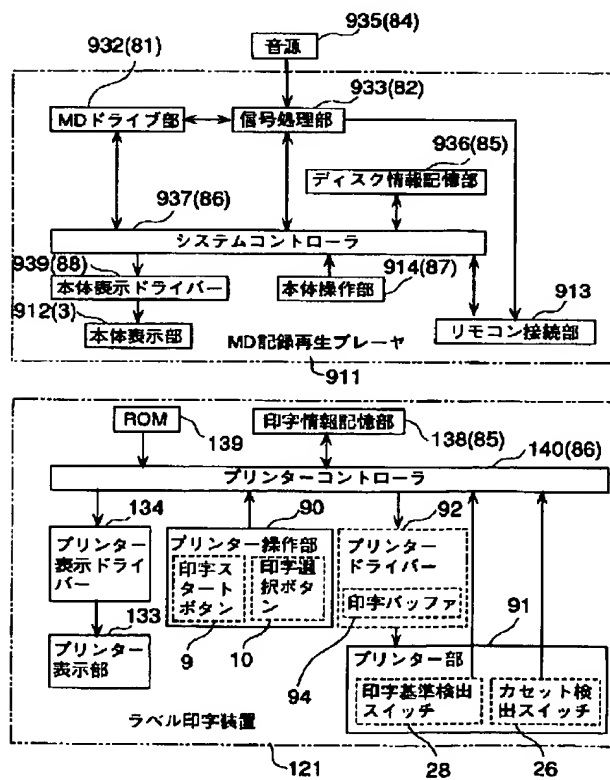 935(84)
932(81)
音源
933(82)
MDドライブ部
信号処理部
936(85)
ディスク情報記憶部
937(86)
システムコントローラ
939(88)
本体表示ドライバー
本体操作部
914(87)
913
912(3)
本体表示部
リモコン接続部
MD記録再生プレーヤ
911
ROM
139
印字情報記憶部
138(85)
プリンターコントローラ
140(86)
134
90
92
プリンター
表示ドライバー
プリンター操作部
印字ス
タート
ボタン
印字選
択ボタ
ン
プリンター
ドライバー
印字バッファ
133
プリンター
表示部
9
10
94
91
プリンター部
印字基準検出
スイッチ
カセット検
出スイッチ
ラベル印字装置
28
26
121